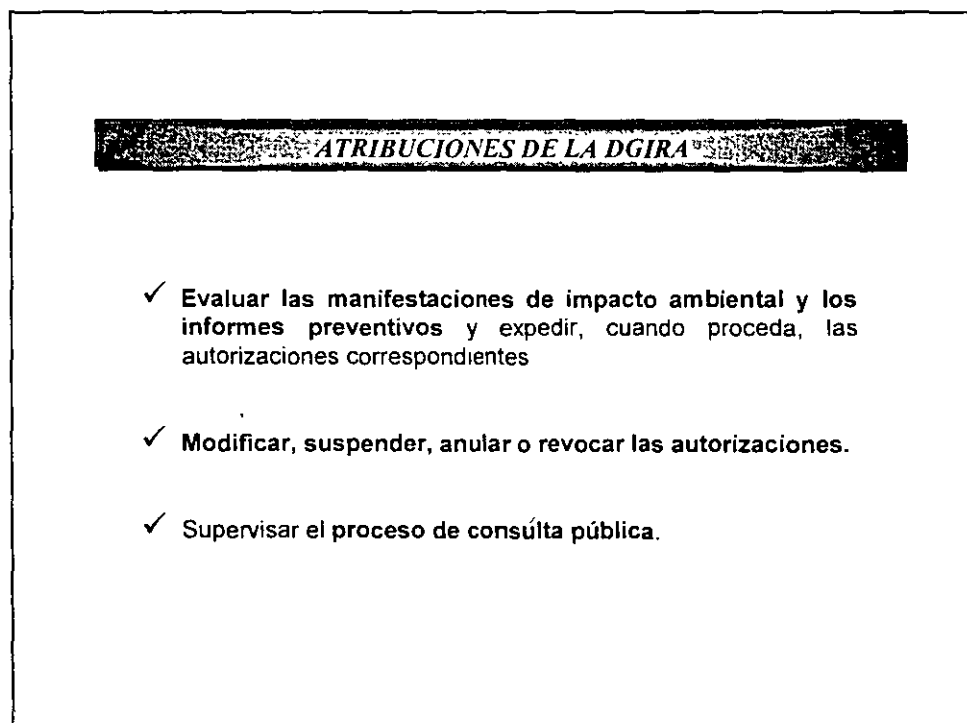 ATRIBUCIONES DE LA DGIRA
✓ Evaluar las manifestaciones de impacto ambiental y los
informes preventivos y expedir, cuando proceda, las
autorizaciones correspondientes
✓ Modificar, suspender, anular o revocar las autorizaciones.
✓ Supervisar el proceso de consulta pública.